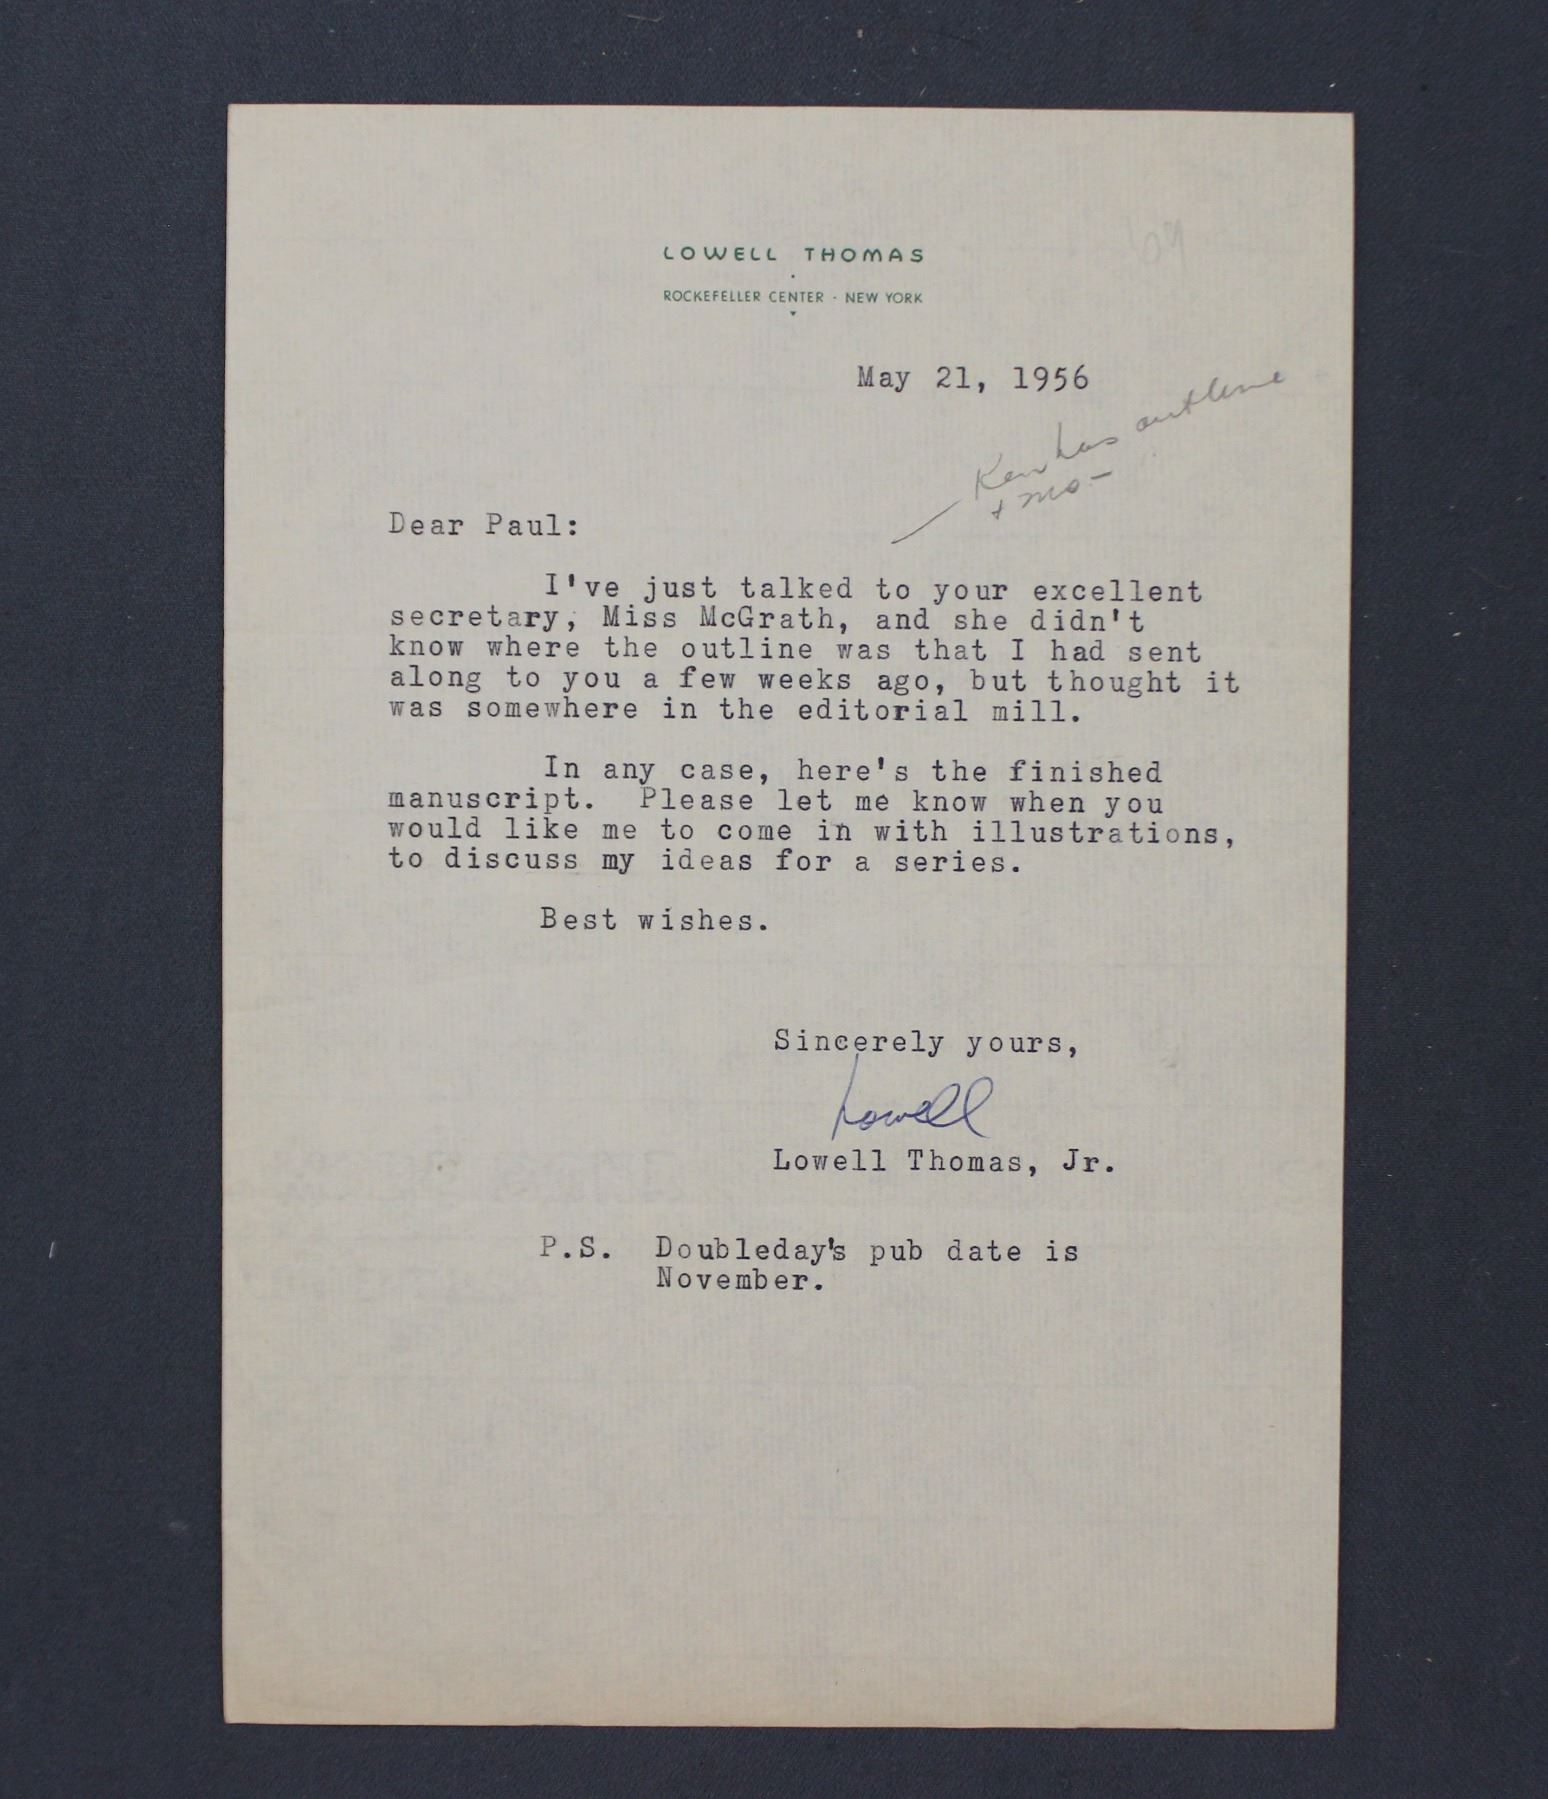 LOWELL THOMAS
ROCKEFELLER CENTER · NEW YORK
May 21, 1956
Ken has outline
+ ms –
Dear Paul:
I've just talked to your excellent
secretary, Miss McGrath, and she didn't
know where the outline was that I had sent
along to you a few weeks ago, but thought it
was somewhere in the editorial mill.
In any case, here's the finished
manuscript. Please let me know when you
would like me to come in with illustrations,
to discuss my ideas for a series.
Best wishes.
Sincerely yours,
Lowell
Lowell Thomas, Jr.
P.S. Doubleday's pub date is
November.